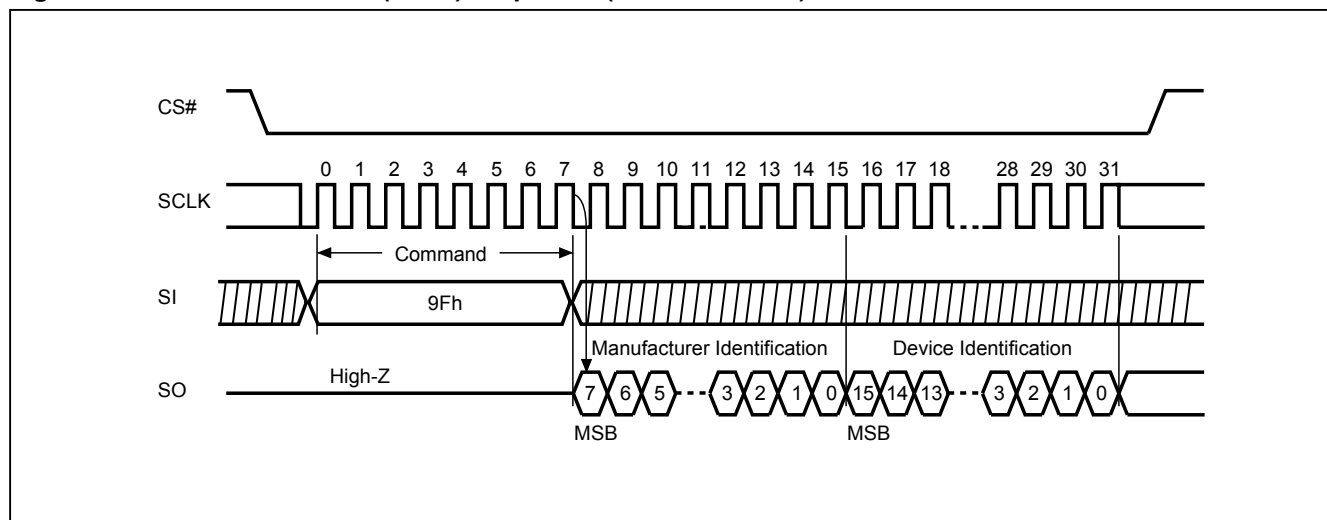 CS#
0 1 2 3 4 5 6 7 8 9 10 11 12 13 14 15 16 17 18 28 29 30 31
SCLK
Command
SI
9Fh
Manufacturer Identification Device Identification
High-Z
SO
7 6 5 3 2 1 0 15 14 13 3 2 1 0
MSB MSB